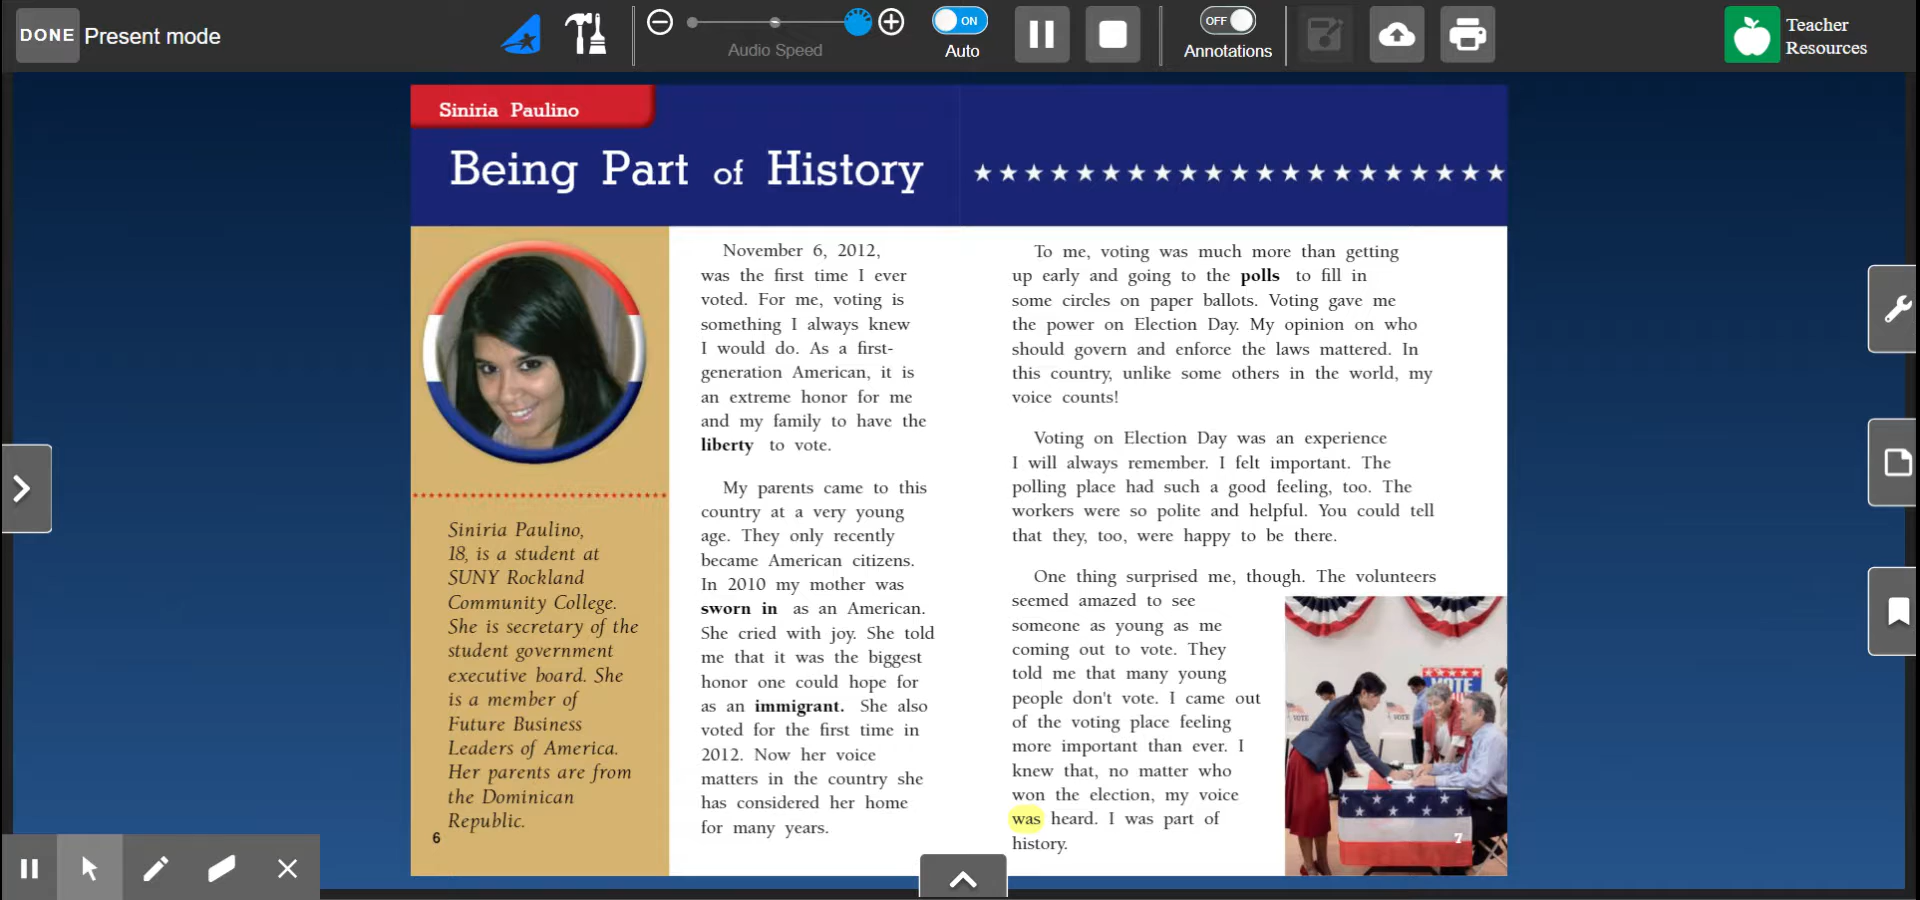 DONE Present mode
Audio Speed
ON
Auto
OFF
Annotations
Teacher
Resources
Siniria Paulino
Being Part of History
Siniria Paulino,
18, is a student at
SUNY Rockland
Community College.
She is secretary of the
student government
executive board. She
is a member of
Future Business
Leaders of America.
Her parents are from
the Dominican
Republic.
6
November 6, 2012,
was the first time I ever
voted. For me, voting is
something I always knew
I would do. As a first-
generation American, it is
an extreme honor for me
and my family to have the
liberty to vote.
My parents came to this
country at a very young
age. They only recently
became American citizens.
In 2010 my mother was
sworn in as an American.
She cried with joy. She told
me that it was the biggest
honor one could hope for
as an immigrant. She also
voted for the first time in
2012. Now her voice
matters in the country she
has considered her home
for many years.
To me, voting was much more than getting
up early and going to the polls to fill in
some circles on paper ballots. Voting gave me
the power on Election Day. My opinion on who
should govern and enforce the laws mattered. In
this country, unlike some others in the world, my
voice counts!
Voting on Election Day was an experience
I will always remember. I felt important. The
polling place had such a good feeling, too. The
workers were so polite and helpful. You could tell
that they, too, were happy to be there.
One thing surprised me, though. The volunteers
seemed amazed to see
someone as young as me
coming out to vote. They
told me that many young
people don't vote. I came out
of the voting place feeling
more important than ever. I
knew that, no matter who
won the election, my voice
was heard. I was part of
history.
VOTE
VOTE
VOTE
7